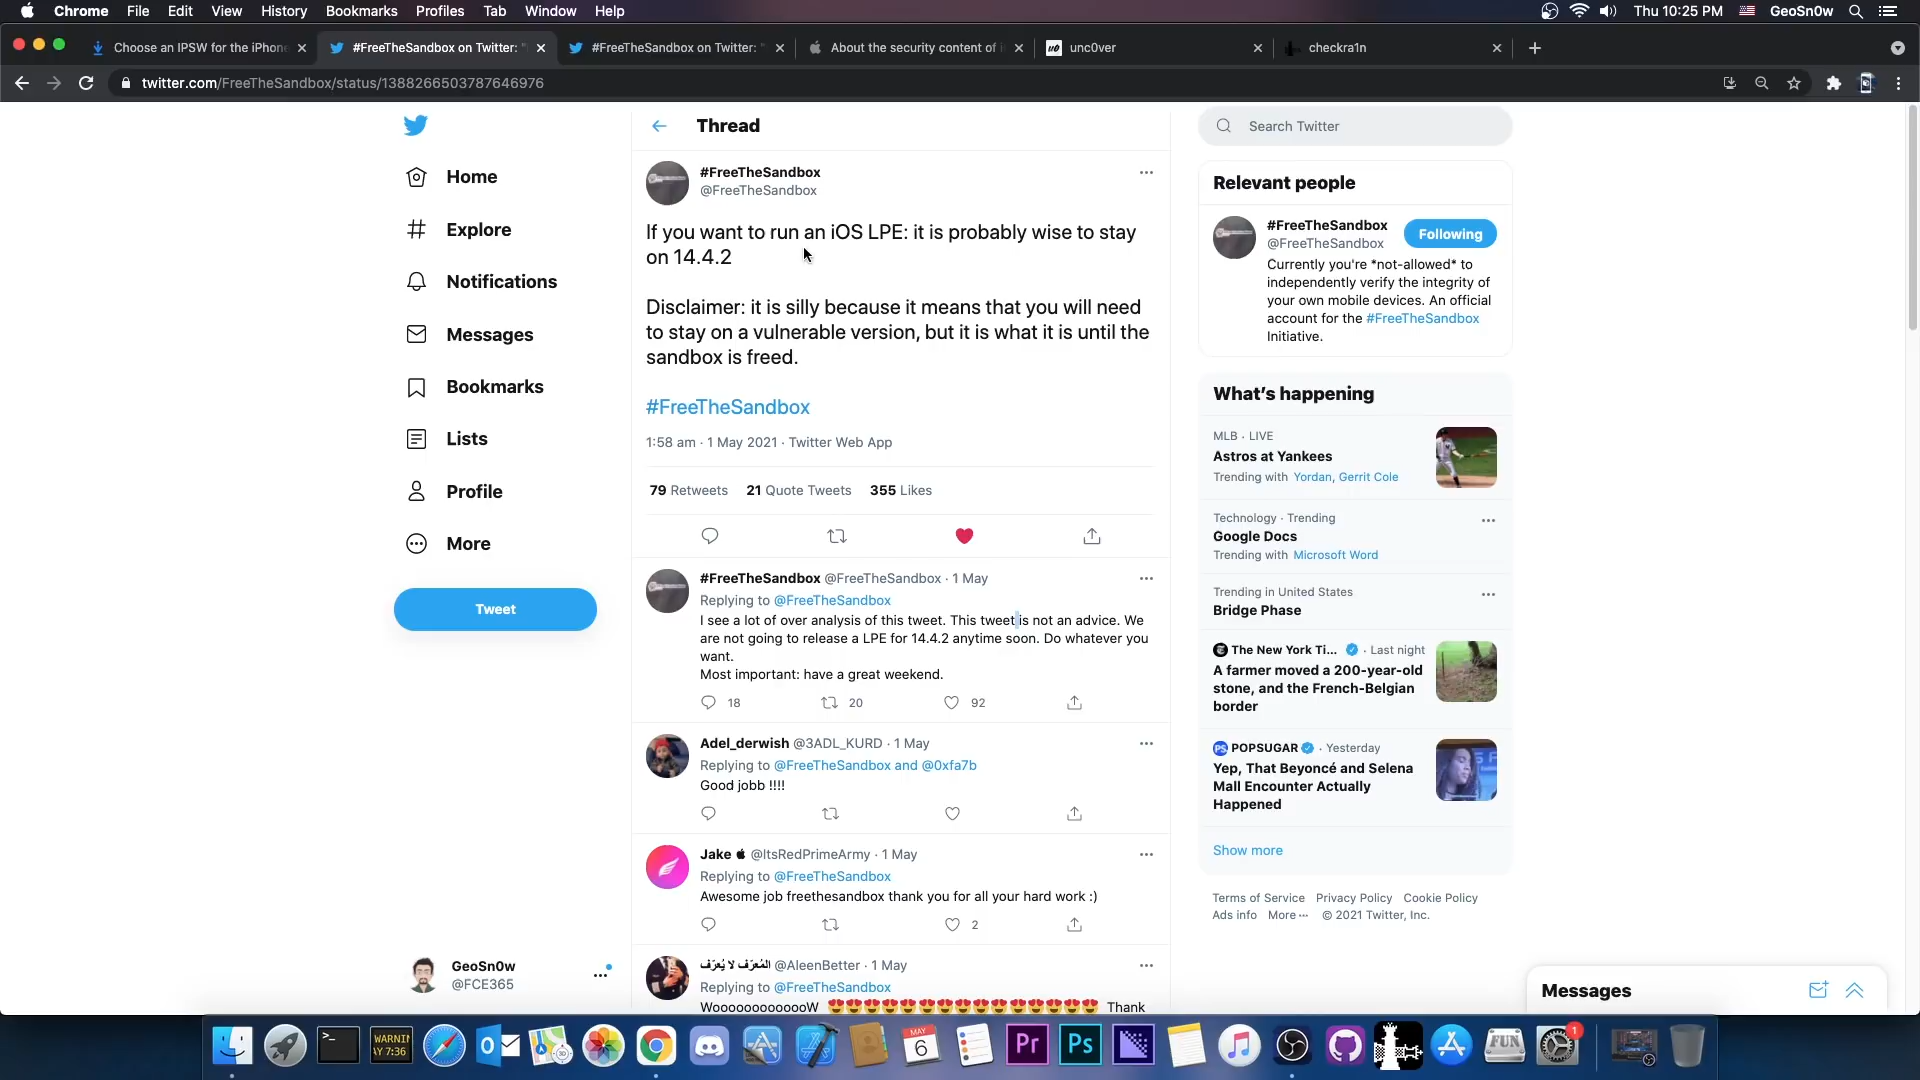 Chrome File Edit View History Bookmarks Profiles Tab Window Help
Thu 10:25 PM GeoSn0w
Choose an IPSW for the iPhone
#FreeTheSandbox on Twitter: "
#FreeTheSandbox on Twitter: "
About the security content of i
unc0ver
checkra1n
twitter.com/FreeTheSandbox/status/1388266503787646976
Home
Explore
Notifications
Messages
Bookmarks
Lists
Profile
More
Tweet
GeoSn0w
@FCE365
Thread
#FreeTheSandbox
@FreeTheSandbox
If you want to run an iOS LPE: it is probably wise to stay
on 14.4.2
Disclaimer: it is silly because it means that you will need
to stay on a vulnerable version, but it is what it is until the
sandbox is freed.
#FreeTheSandbox
1:58 am · 1 May 2021 · Twitter Web App
79 Retweets 21 Quote Tweets 355 Likes
#FreeTheSandbox @FreeTheSandbox · 1 May
Replying to @FreeTheSandbox
I see a lot of over analysis of this tweet. This tweet is not an advice. We
are not going to release a LPE for 14.4.2 anytime soon. Do whatever you
want.
Most important: have a great weekend.
18 20 92
Adel_derwish @3ADL_KURD · 1 May
Replying to @FreeTheSandbox and @0xfa7b
Good jobb !!!!
Jake @ItsRedPrimeArmy · 1 May
Replying to @FreeTheSandbox
Awesome job freethesandbox thank you for all your hard work :)
2
المُعرّف لا يُعرّف @AleenBetter · 1 May
Replying to @FreeTheSandbox
WoooooooooooooW 😍😍😍😍😍😍😍😍😍😍😍😍😍😍😍 Thank
Search Twitter
Relevant people
#FreeTheSandbox
@FreeTheSandbox
Following
Currently you're *not-allowed* to
independently verify the integrity of
your own mobile devices. An official
account for the #FreeTheSandbox
Initiative.
What's happening
MLB · LIVE
Astros at Yankees
Trending with Yordan, Gerrit Cole
Technology · Trending
Google Docs
Trending with Microsoft Word
Trending in United States
Bridge Phase
The New York Ti... · Last night
A farmer moved a 200-year-old
stone, and the French-Belgian
border
POPSUGAR · Yesterday
Yep, That Beyoncé and Selena
Mall Encounter Actually
Happened
Show more
Terms of Service Privacy Policy Cookie Policy
Ads info More ··· © 2021 Twitter, Inc.
Messages
WARNIN
AY 7:36
MAY
6
Pr
Ps
FUN
1